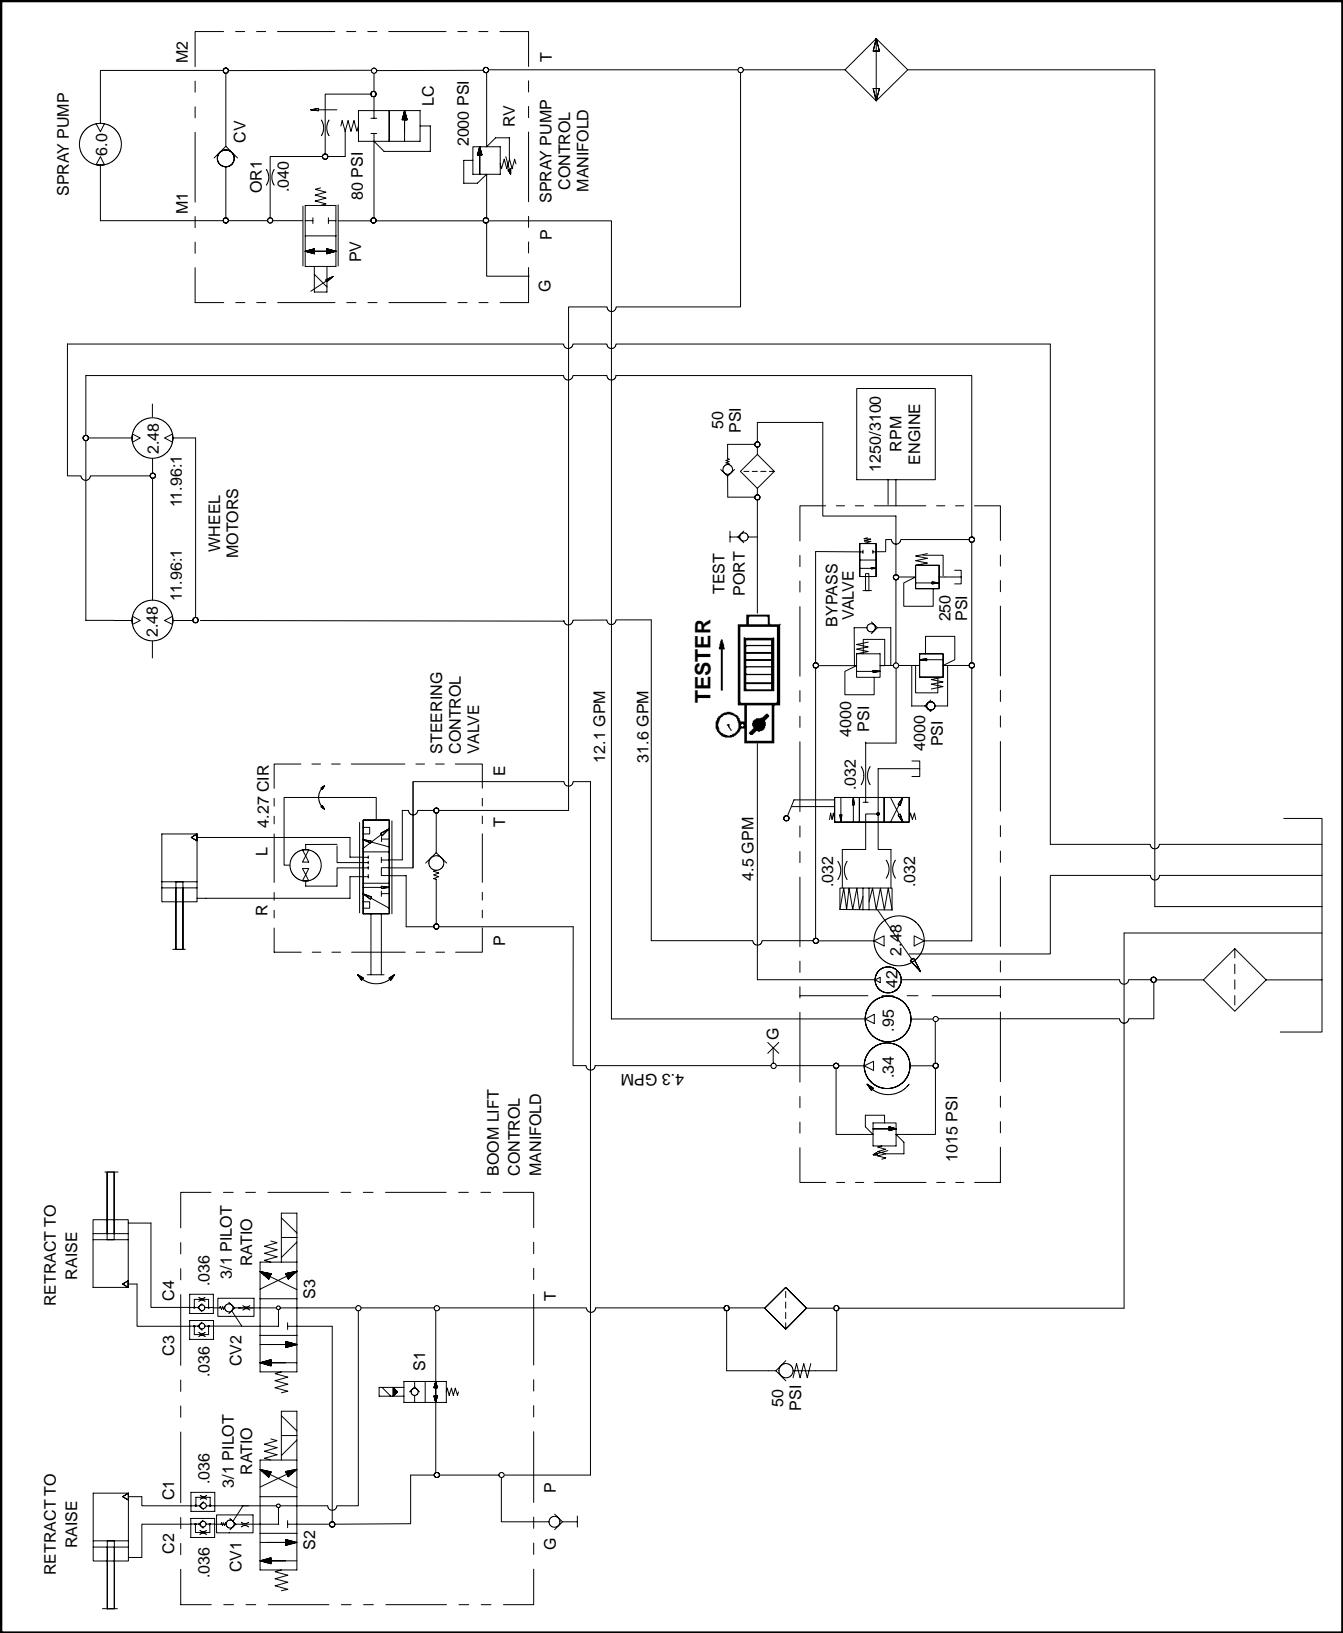 RETRACT TO
RAISE
C2
C1
.036
.036
CV1
3/1 PILOT
RATIO
S2
RETRACT TO
RAISE
C3
C4
.036
.036
CV2
3/1 PILOT
RATIO
S3
S1
G
P
T
BOOM LIFT
CONTROL
MANIFOLD
50
PSI
R
L
4.27 CIR
STEERING
CONTROL
VALVE
P
T
E
2.48
11.96:1
2.48
11.96:1
WHEEL
MOTORS
SPRAY PUMP
6.0
M1
M2
CV
OR1
.040
PV
80 PSI
LC
2000 PSI
RV
G
P
T
SPRAY PUMP
CONTROL
MANIFOLD
12.1 GPM
31.6 GPM
4.3 GPM
G
4.5 GPM
TESTER
TEST
PORT
50
PSI
1250/3100
RPM
ENGINE
BYPASS
VALVE
250
PSI
4000
PSI
4000
PSI
.032
.032
.032
2.48
.42
.95
.34
1015 PSI